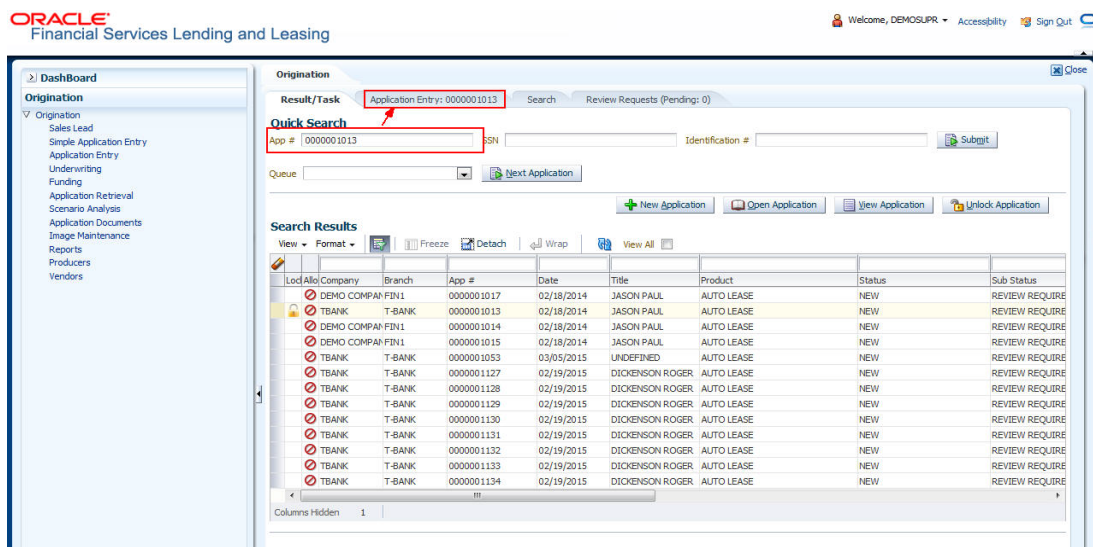 ORACLE
Financial Services Lending and Leasing
Welcome, DEMOSUPR Accessibility Sign Out
Close
DashBoard
Origination
Origination
Sales Lead
Simple Application Entry
Application Entry
Underwriting
Funding
Application Retrieval
Scenario Analysis
Application Documents
Image Maintenance
Reports
Producers
Vendors
Origination
Result/Task Application Entry: 0000001013 Search Review Requests (Pending: 0)
Quick Search
App # 0000001013 SSN Identification # Submit
Queue Next Application
New Application Open Application View Application Unlock Application
Search Results
View Format Freeze Detach Wrap View All
Loc Allo Company Branch App # Date Title Product Status Sub Status
DEMO COMPAN FIN1 0000001017 02/18/2014 JASON PAUL AUTO LEASE NEW REVIEW REQUIRE
TBANK T-BANK 0000001013 02/18/2014 JASON PAUL AUTO LEASE NEW REVIEW REQUIRE
DEMO COMPAN FIN1 0000001014 02/18/2014 JASON PAUL AUTO LEASE NEW REVIEW REQUIRE
DEMO COMPAN FIN1 0000001015 02/18/2014 JASON PAUL AUTO LEASE NEW REVIEW REQUIRE
TBANK T-BANK 0000001053 03/05/2015 UNDEFINED AUTO LEASE NEW REVIEW REQUIRE
TBANK T-BANK 0000001127 02/19/2015 DICKENSON ROGER AUTO LEASE NEW REVIEW REQUIRE
TBANK T-BANK 0000001128 02/19/2015 DICKENSON ROGER AUTO LEASE NEW REVIEW REQUIRE
TBANK T-BANK 0000001129 02/19/2015 DICKENSON ROGER AUTO LEASE NEW REVIEW REQUIRE
TBANK T-BANK 0000001130 02/19/2015 DICKENSON ROGER AUTO LEASE NEW REVIEW REQUIRE
TBANK T-BANK 0000001131 02/19/2015 DICKENSON ROGER AUTO LEASE NEW REVIEW REQUIRE
TBANK T-BANK 0000001132 02/19/2015 DICKENSON ROGER AUTO LEASE NEW REVIEW REQUIRE
TBANK T-BANK 0000001133 02/19/2015 DICKENSON ROGER AUTO LEASE NEW REVIEW REQUIRE
TBANK T-BANK 0000001134 02/19/2015 DICKENSON ROGER AUTO LEASE NEW REVIEW REQUIRE
Columns Hidden 1